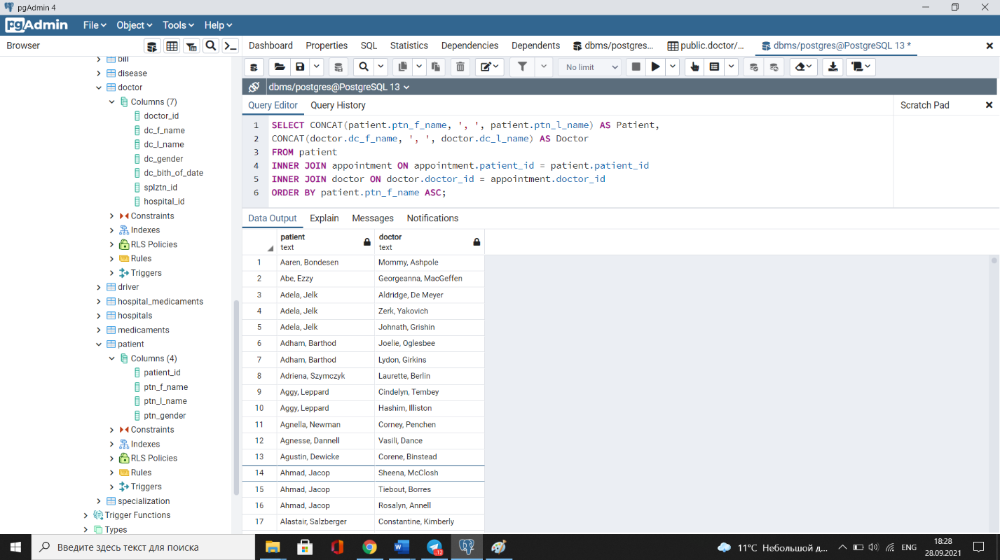 pgAdmin 4
pgAdmin
File Object Tools Help
Browser
Dashboard Properties SQL Statistics Dependencies Dependents dbms/postgres... public.doctor/... dbms/postgres@PostgreSQL 13 *
No limit
dbms/postgres@PostgreSQL 13
Query Editor Query History
Scratch Pad
1 SELECT CONCAT(patient.ptn_f_name, ', ', patient.ptn_l_name) AS Patient,
2 CONCAT(doctor.dc_f_name, ', ', doctor.dc_l_name) AS Doctor
3 FROM patient
4 INNER JOIN appointment ON appointment.patient_id = patient.patient_id
5 INNER JOIN doctor ON doctor.doctor_id = appointment.doctor_id
6 ORDER BY patient.ptn_f_name ASC;
bill
disease
doctor
Columns (7)
doctor_id
dc_f_name
dc_l_name
dc_gender
dc_bith_of_date
splztn_id
hospital_id
Constraints
Indexes
RLS Policies
Rules
Triggers
driver
hospital_medicaments
hospitals
medicaments
patient
Columns (4)
patient_id
ptn_f_name
ptn_l_name
ptn_gender
Constraints
Indexes
RLS Policies
Rules
Triggers
specialization
Trigger Functions
Types
Data Output Explain Messages Notifications
patient doctor
text text
1 Aaren, Bondesen Mommy, Ashpole
2 Abe, Ezzy Georgeanna, MacGeffen
3 Adela, Jelk Aldridge, De Meyer
4 Adela, Jelk Zerk, Yakovich
5 Adela, Jelk Johnath, Grishin
6 Adham, Barthod Joelie, Oglesbee
7 Adham, Barthod Lydon, Girkins
8 Adriena, Szymczyk Laurette, Berlin
9 Aggy, Leppard Cindelyn, Tembey
10 Aggy, Leppard Hashim, Illiston
11 Agnella, Newman Corney, Penchen
12 Agnesse, Dannell Vasili, Dance
13 Agustin, Dewicke Corene, Binstead
14 Ahmad, Jacop Sheena, McClosh
15 Ahmad, Jacop Tiebout, Borres
16 Ahmad, Jacop Rosalyn, Annell
17 Alastair, Salzberger Constantine, Kimberly
Введите здесь текст для поиска
..12
11°C Небольшой д...
ENG
18:28
28.09.2021